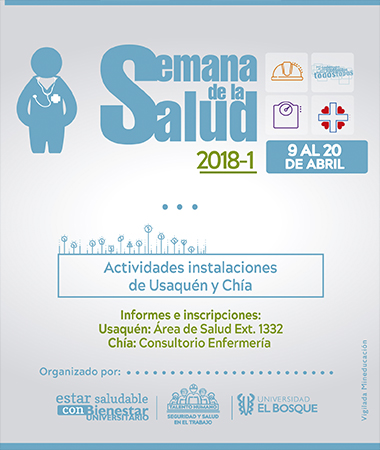 Semana
de la
Salud
2018-1
9 AL 20
DE ABRIL
Actividades instalaciones
de Usaquén y Chía
Informes e inscripciones:
Usaquén: Área de Salud Ext. 1332
Chía: Consultorio Enfermería
Organizado por:
estar saludable
con Bienestar
UNIVERSITARIO
TALENTO HUMANO
SEGURIDAD Y SALUD
EN EL TRABAJO
UNIVERSIDAD
EL BOSQUE
Vigilada Mineducación